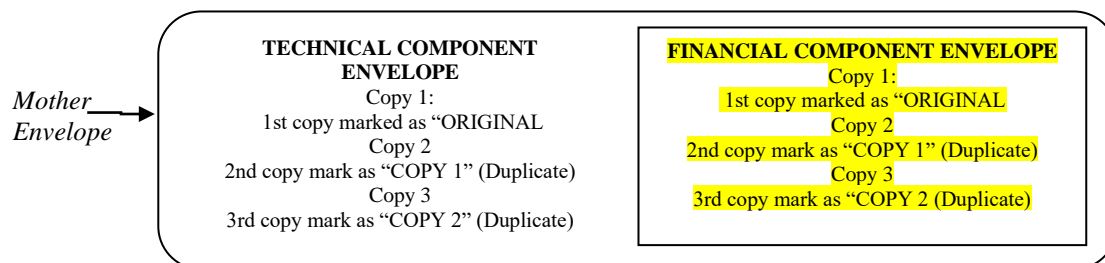 Mother
Envelope
TECHNICAL COMPONENT
ENVELOPE
Copy 1:
1st copy marked as “ORIGINAL
Copy 2
2nd copy mark as “COPY 1” (Duplicate)
Copy 3
3rd copy mark as “COPY 2” (Duplicate)
FINANCIAL COMPONENT ENVELOPE
Copy 1:
1st copy marked as “ORIGINAL
Copy 2
2nd copy mark as “COPY 1” (Duplicate)
Copy 3
3rd copy mark as “COPY 2 (Duplicate)